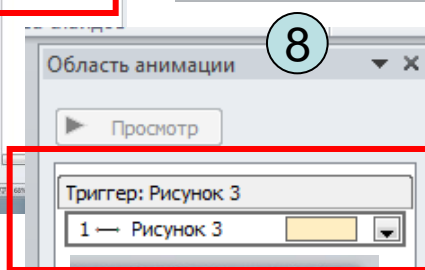 8
Область анимации
Просмотр
Триггер: Рисунок 3
1 Рисунок 3